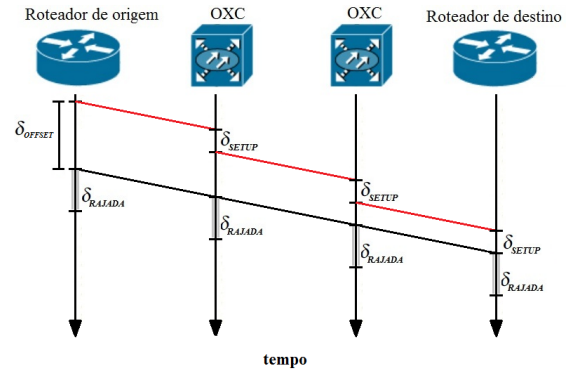 Roteador de origem
OXC
OXC
Roteador de destino
δOFFSET
δSETUP
δSETUP
δSETUP
δRAJADA
δRAJADA
δRAJADA
δRAJADA
tempo